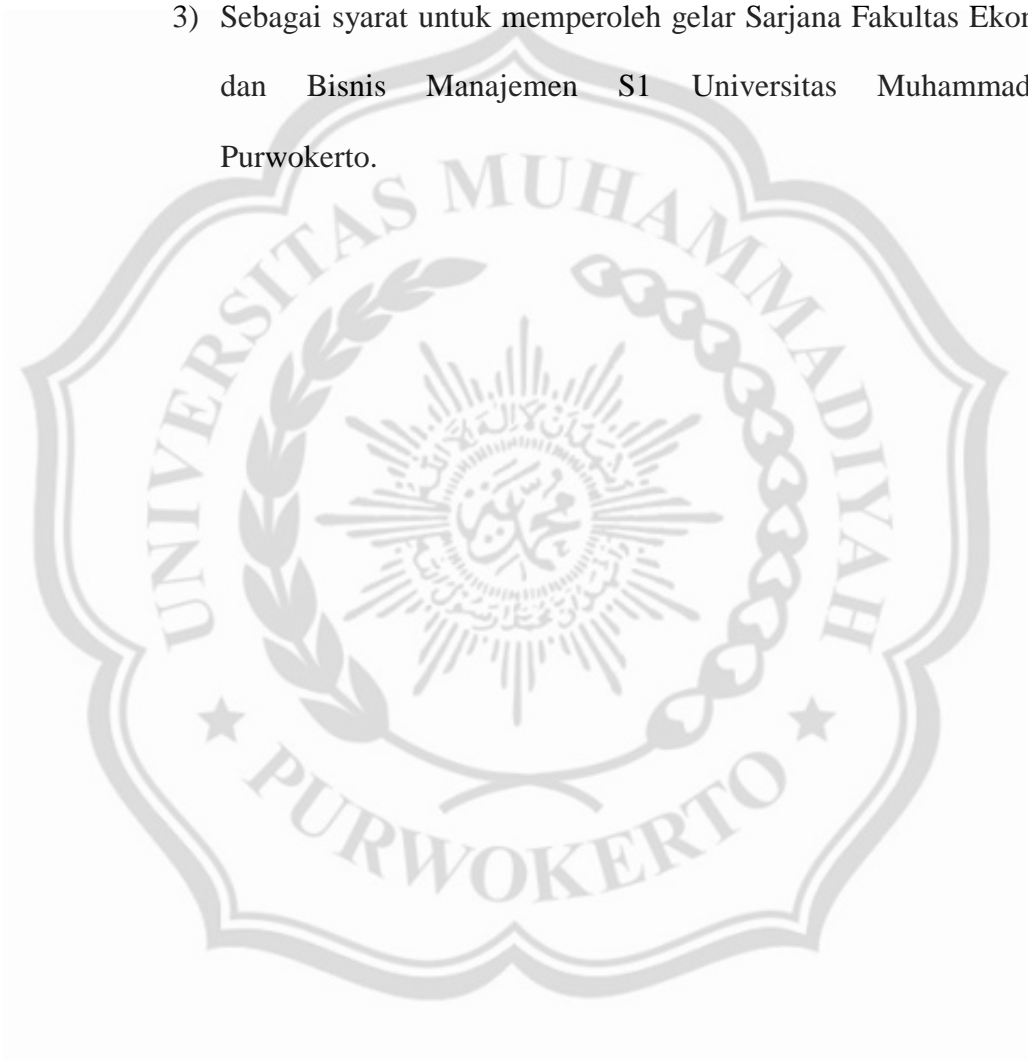 3) Sebagai syarat untuk memperoleh gelar Sarjana Fakultas Ekon
dan Bisnis Manajemen S1 Universitas Muhammad
Purwokerto.
UNIVERSITAS MUHAMMADIYAH
PURWOKERTO